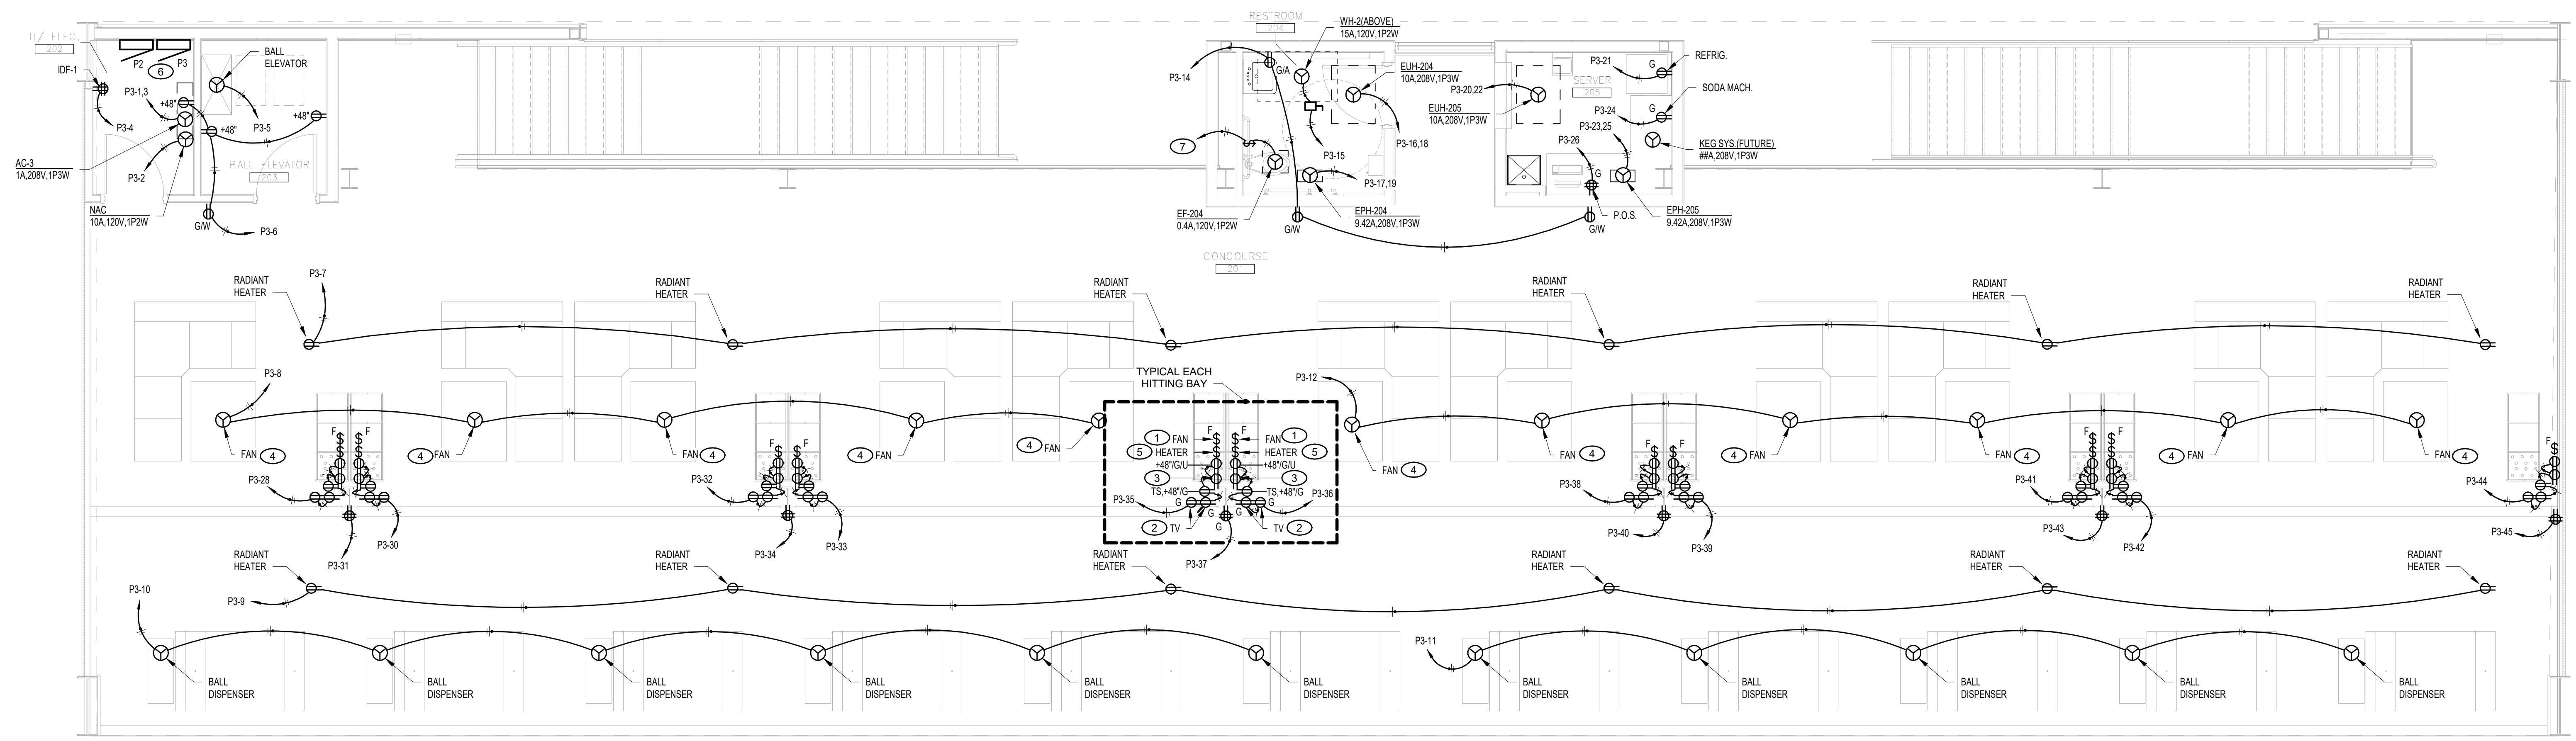 RESTROOM
204
WH-2(ABOVE)
15A,120V,1P2W
IT/ ELEC.
202
P2
P3
6
BALL
ELEVATOR
IDF-1
P3-1,3
+48"
P3-4
P3-5
+48"
+48"
AC-3
1A,208V,1P3W
P3-2
BALL ELEVATOR
203
NAC
10A,120V,1P2W
G/W
P3-6
P3-14
G/A
EUH-204
10A,208V,1P3W
P3-16,18
P3-15
7
P3-17,19
EF-204
0.4A,120V,1P2W
EPH-204
9.42A,208V,1P3W
G/W
P3-20,22
EUH-205
10A,208V,1P3W
SERVER
205
P3-21
G
REFRIG.
SODA MACH.
P3-24
G
P3-23,25
P3-26
KEG SYS.(FUTURE)
##A,208V,1P3W
G
P.O.S.
EPH-205
9.42A,208V,1P3W
G/W
CONCOURSE
201
RADIANT
HEATER
P3-7
RADIANT
HEATER
RADIANT
HEATER
RADIANT
HEATER
RADIANT
HEATER
RADIANT
HEATER
P3-8
TYPICAL EACH
HITTING BAY
P3-12
FAN 4
4 FAN
FAN 4
4 FAN
4 FAN
FAN 4
FAN 4
4 FAN
FAN 4
4 FAN
FAN 4
F F
F F
F F
F F
F F
F
1 FAN
FAN 1
5 HEATER
HEATER 5
+48"/G/U
+48"/G/U
3
3
TS,+48"/G
TS,+48"/G
G
G
G
G
G
2 TV
TV 2
P3-28
P3-30
P3-31
P3-32
P3-33
P3-34
P3-35
P3-36
P3-37
P3-38
P3-39
P3-40
P3-41
P3-42
P3-43
P3-44
P3-45
RADIANT
HEATER
RADIANT
HEATER
RADIANT
HEATER
RADIANT
HEATER
RADIANT
HEATER
RADIANT
HEATER
P3-10
P3-9
P3-11
BALL
DISPENSER
BALL
DISPENSER
BALL
DISPENSER
BALL
DISPENSER
BALL
DISPENSER
BALL
DISPENSER
BALL
DISPENSER
BALL
DISPENSER
BALL
DISPENSER
BALL
DISPENSER
BALL
DISPENSER